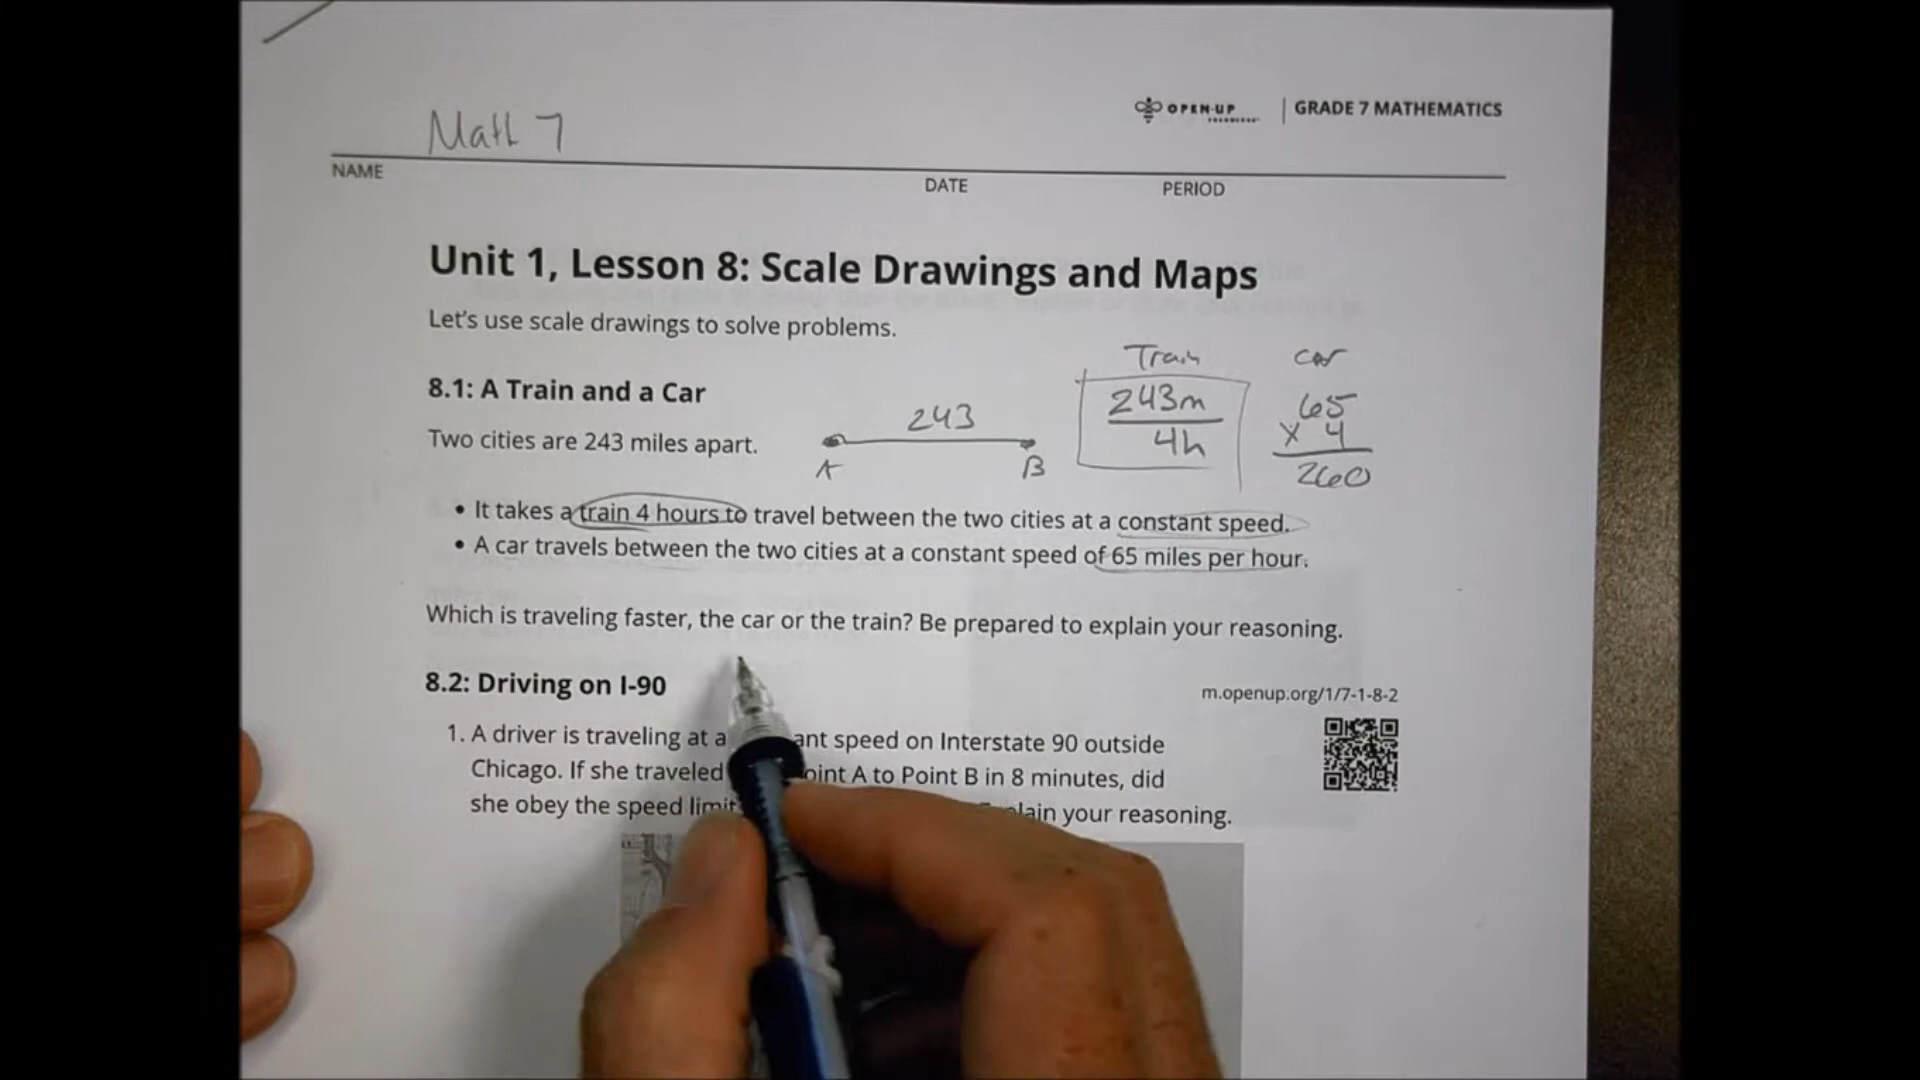 Math 7
OPEN-UP
GRADE 7 MATHEMATICS
NAME
DATE
PERIOD
Unit 1, Lesson 8: Scale Drawings and Maps
Let's use scale drawings to solve problems.
Train
car
8.1: A Train and a Car
243
243m
4h
65
x 4
260
Two cities are 243 miles apart.
A
B
• It takes a train 4 hours to travel between the two cities at a constant speed.
• A car travels between the two cities at a constant speed of 65 miles per hour.
Which is traveling faster, the car or the train? Be prepared to explain your reasoning.
8.2: Driving on I-90
m.openup.org/1/7-1-8-2
1. A driver is traveling at a ant speed on Interstate 90 outside
Chicago. If she traveled oint A to Point B in 8 minutes, did
she obey the speed limit lain your reasoning.